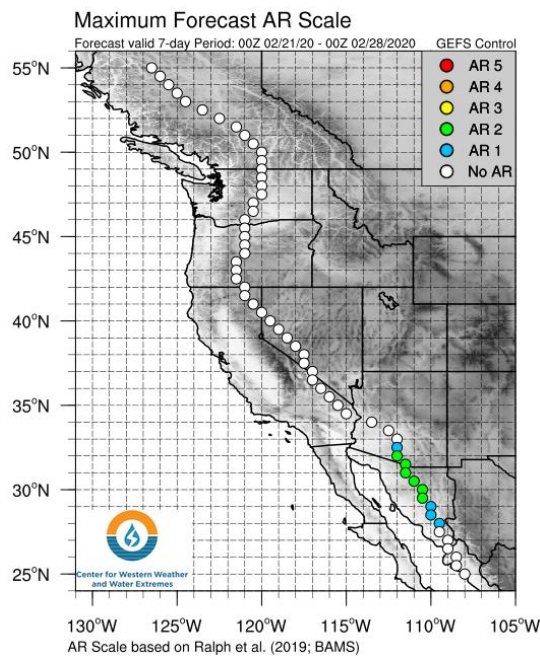 Maximum Forecast AR Scale
Forecast valid 7-day Period: 00Z 02/21/20 - 00Z 02/28/2020 GEFS Control
AR 5
AR 4
AR 3
AR 2
AR 1
No AR
55°N
50°N
45°N
40°N
35°N
30°N
25°N
Center for Western Weather
and Water Extremes
130°W 125°W 120°W 115°W 110°W 105°W
AR Scale based on Ralph et al. (2019; BAMS)